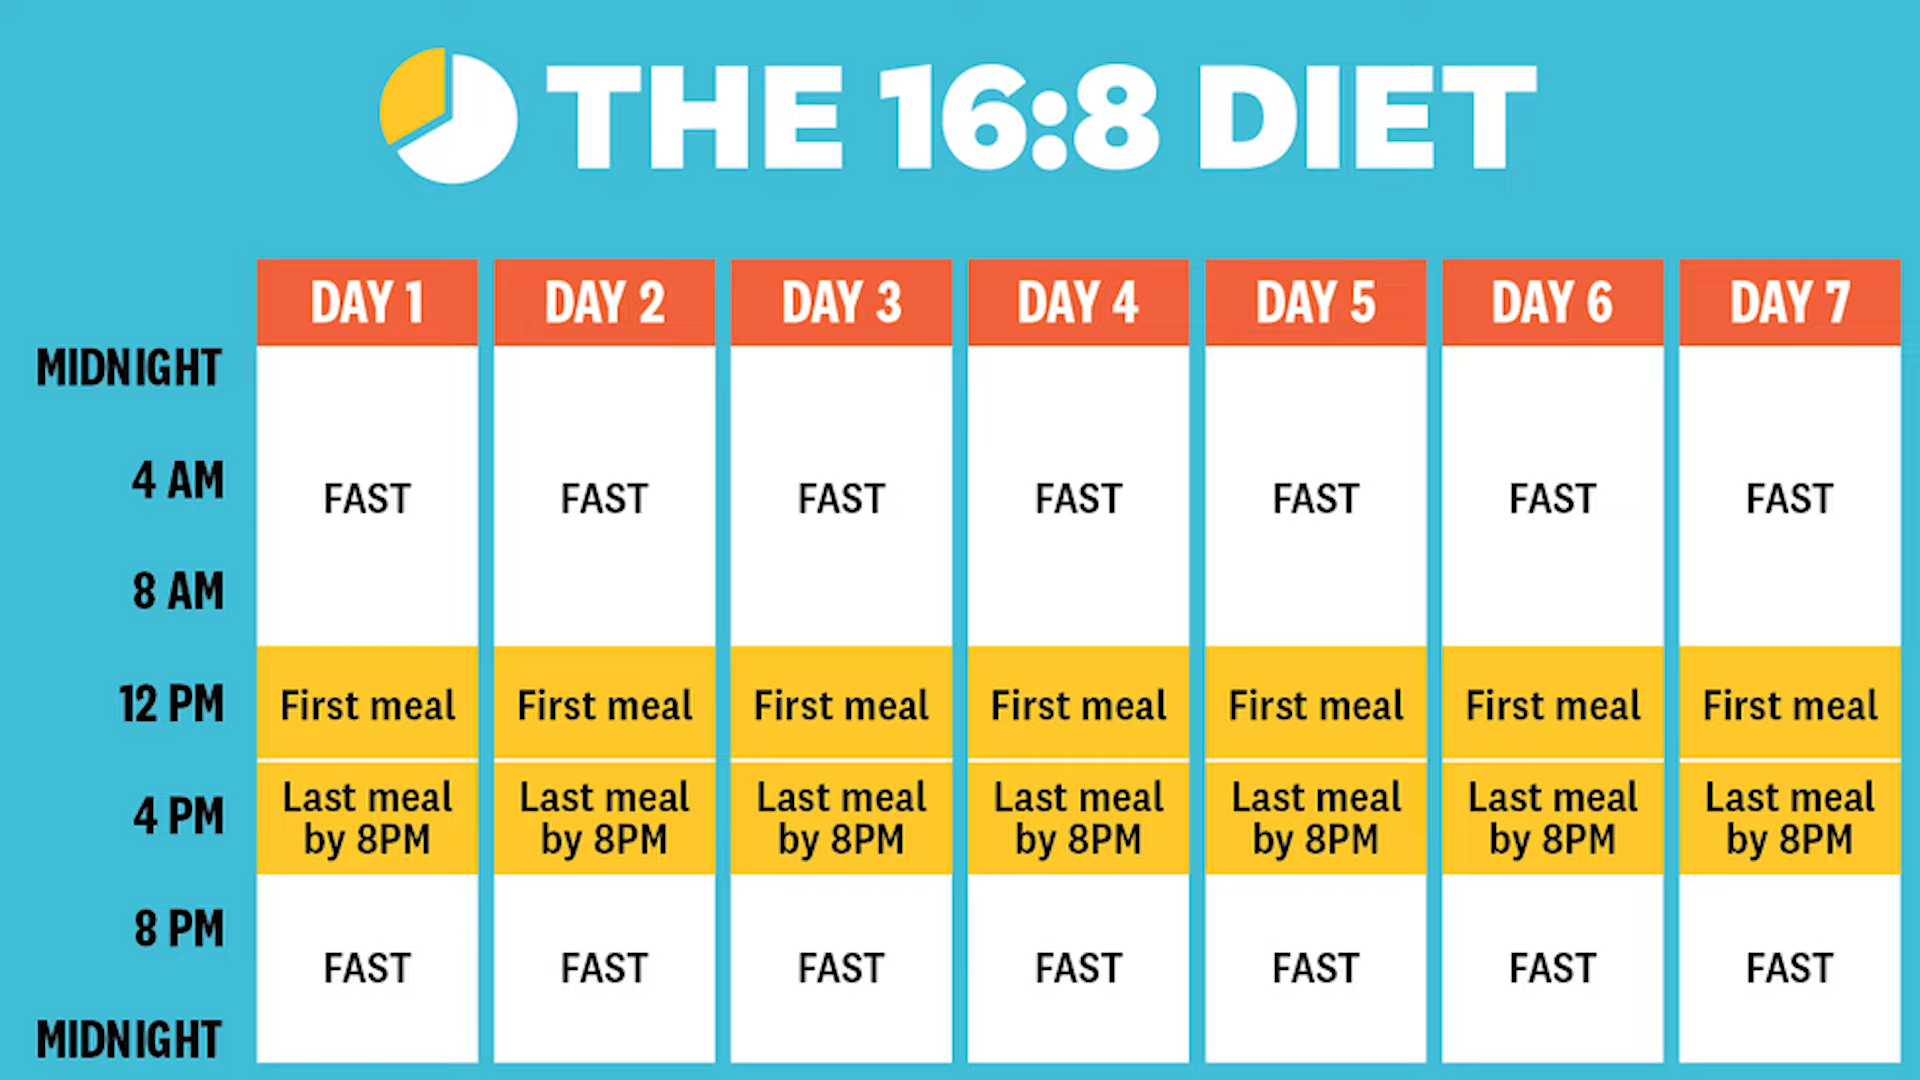 THE 16:8 DIET
DAY 1 DAY 2 DAY 3 DAY 4 DAY 5 DAY 6 DAY 7
MIDNIGHT
4 AM
FAST FAST FAST FAST FAST FAST FAST
8 AM
12 PM First meal First meal First meal First meal First meal First meal First meal
4 PM
Last meal Last meal Last meal Last meal Last meal Last meal Last meal
by 8PM by 8PM by 8PM by 8PM by 8PM by 8PM by 8PM
8 PM
FAST FAST FAST FAST FAST FAST FAST
MIDNIGHT